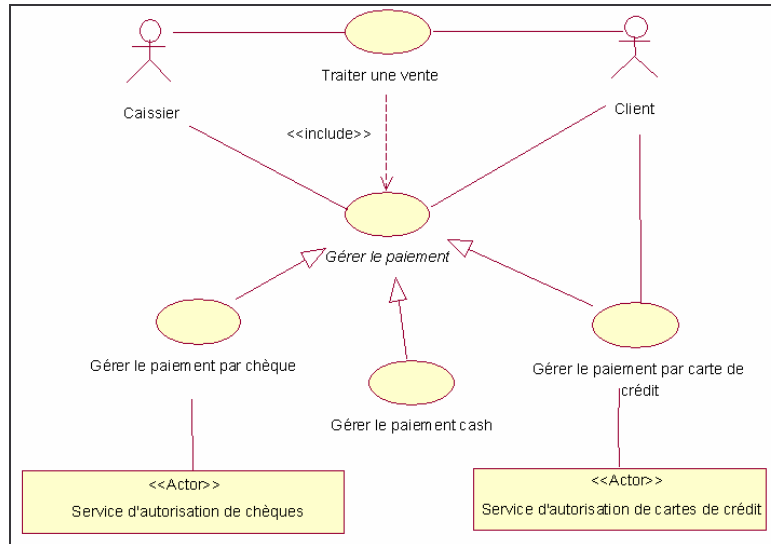 Traiter une vente
Caissier
Client
<<include>>
Gérer le paiement
Gérer le paiement par chèque
Gérer le paiement cash
Gérer le paiement par carte de
crédit
<<Actor>>
Service d'autorisation de chèques
<<Actor>>
Service d'autorisation de cartes de crédit